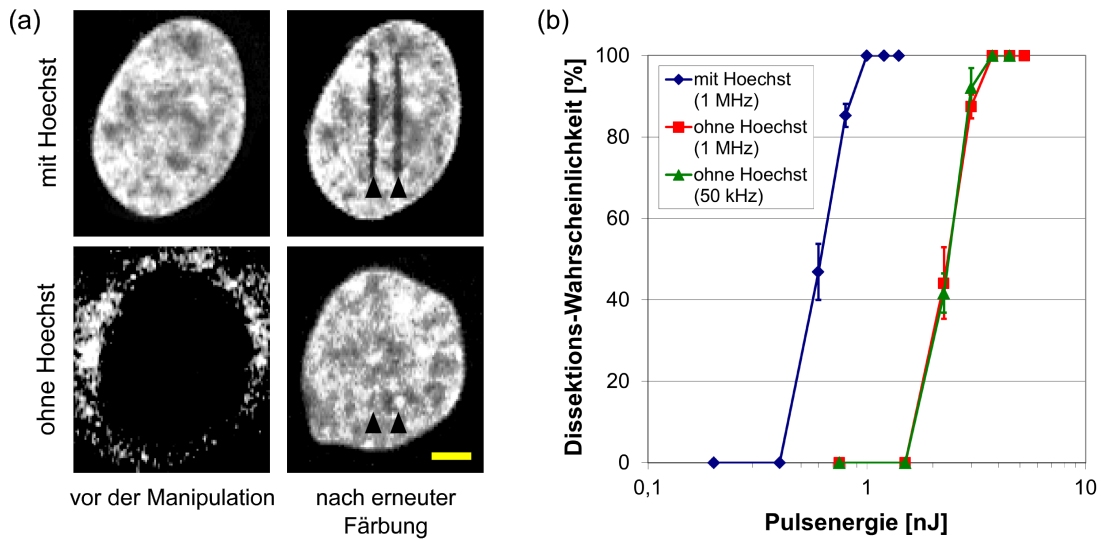 (a)
mit Hoechst
ohne Hoechst
vor der Manipulation
nach erneuter
Färbung
(b)
Dissektions-Wahrscheinlichkeit [%]
100
80
60
40
20
0
mit Hoechst
(1 MHz)
ohne Hoechst
(1 MHz)
ohne Hoechst
(50 kHz)
0,1
1
10
Pulsenergie [nJ]